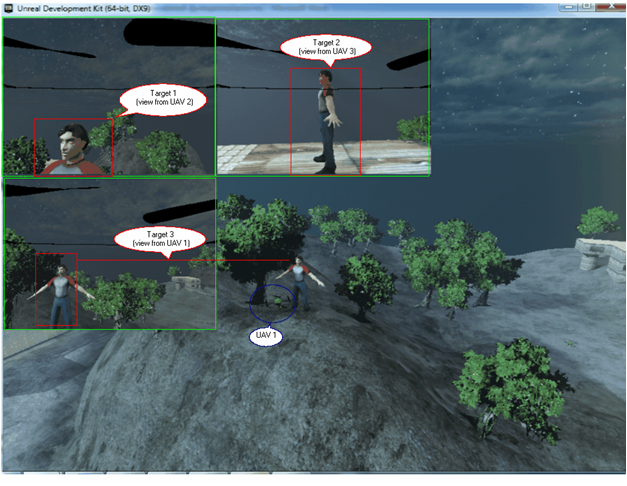 Unreal Development Kit (64-bit, DX9)
Target 2
(view from UAV 3)
Target 1
(view from UAV 2)
Target 3
(view from UAV 1)
UAV 1